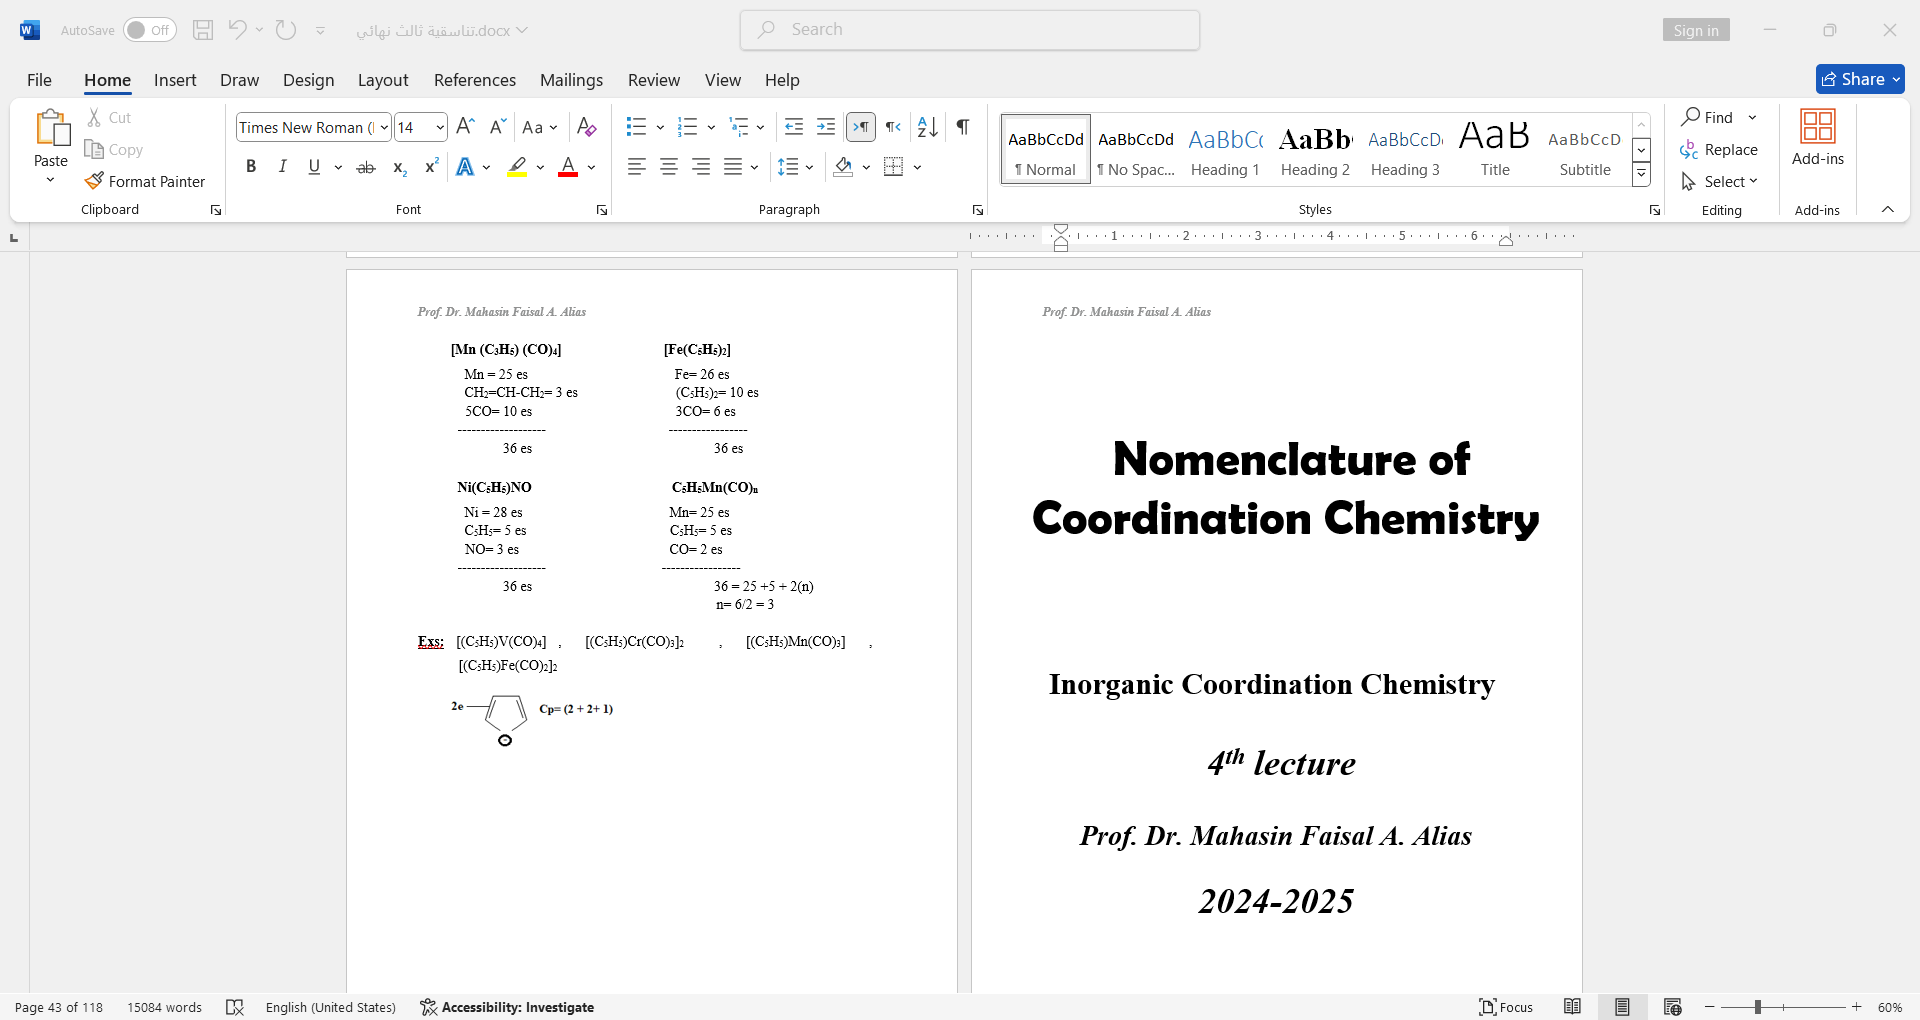 AutoSave Off تناسقية ثالث نهائي.docx Search Sign in
File Home Insert Draw Design Layout References Mailings Review View Help Share
Paste Cut Copy Format Painter Clipboard
Times New Roman ( 14 Font
Paragraph
AaBbCcDd AaBbCcDd AaBbCc AaBb AaBbCcD AaB AaBbCcD
¶ Normal ¶ No Spac... Heading 1 Heading 2 Heading 3 Title Subtitle
Styles
Find Replace Select Editing
Add-ins Add-ins
1 2 3 4 5 6
Prof. Dr. Mahasin Faisal A. Alias
[Mn (C₃H₅) (CO)₄] [Fe(C₅H₅)₂]
Mn = 25 es Fe= 26 es
CH₂=CH-CH₂= 3 es (C₅H₅)₂= 10 es
5CO= 10 es 3CO= 6 es
------------------- -----------------
36 es 36 es
Ni(C₅H₅)NO C₅H₅Mn(CO)ₙ
Ni = 28 es Mn= 25 es
C₅H₅= 5 es C₅H₅= 5 es
NO= 3 es CO= 2 es
------------------- -----------------
36 es 36 = 25 +5 + 2(n)
n= 6/2 = 3
Exs: [(C₅H₅)V(CO)₄] , [(C₅H₅)Cr(CO)₃]₂ , [(C₅H₅)Mn(CO)₃] ,
[(C₅H₅)Fe(CO)₂]₂
2e Cp= (2 + 2+ 1)
Prof. Dr. Mahasin Faisal A. Alias
Nomenclature of
Coordination Chemistry
Inorganic Coordination Chemistry
4th lecture
Prof. Dr. Mahasin Faisal A. Alias
2024-2025
Page 43 of 118 15084 words English (United States) Accessibility: Investigate Focus 60%